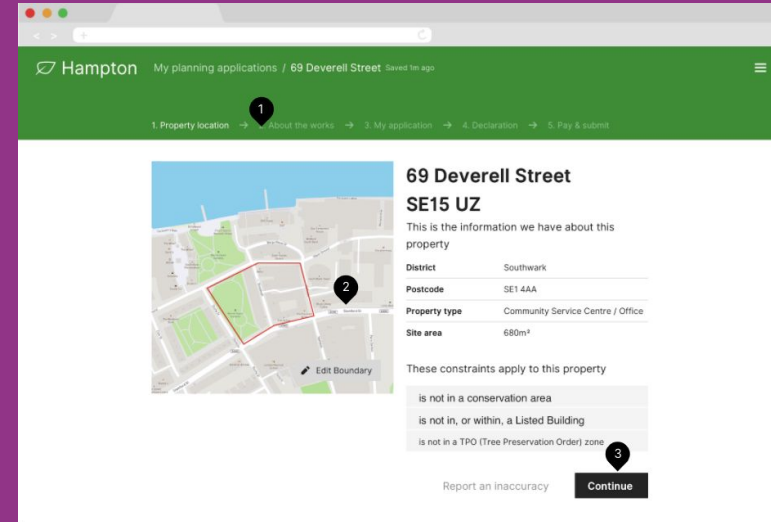 Hampton
My planning applications / 69 Deverell Street Saved 1m ago
1
1. Property location → 2. About the works → 3. My application → 4. Declaration → 5. Pay & submit
69 Deverell Street
SE15 UZ
This is the information we have about this
property
District Southwark
Postcode SE1 4AA
Property type Community Service Centre / Office
Site area 680m²
2
Edit Boundary
These constraints apply to this property
is not in a conservation area
is not in, or within, a Listed Building
is not in a TPO (Tree Preservation Order) zone
3
Report an inaccuracy Continue